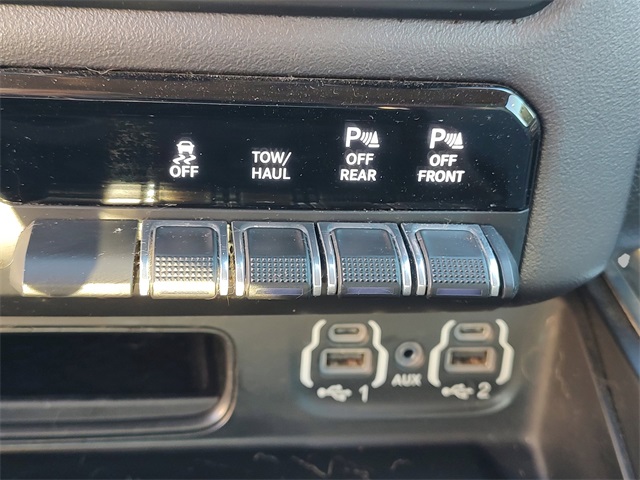 OFF
TOW/
HAUL
P
OFF
REAR
P
OFF
FRONT
1
AUX
2